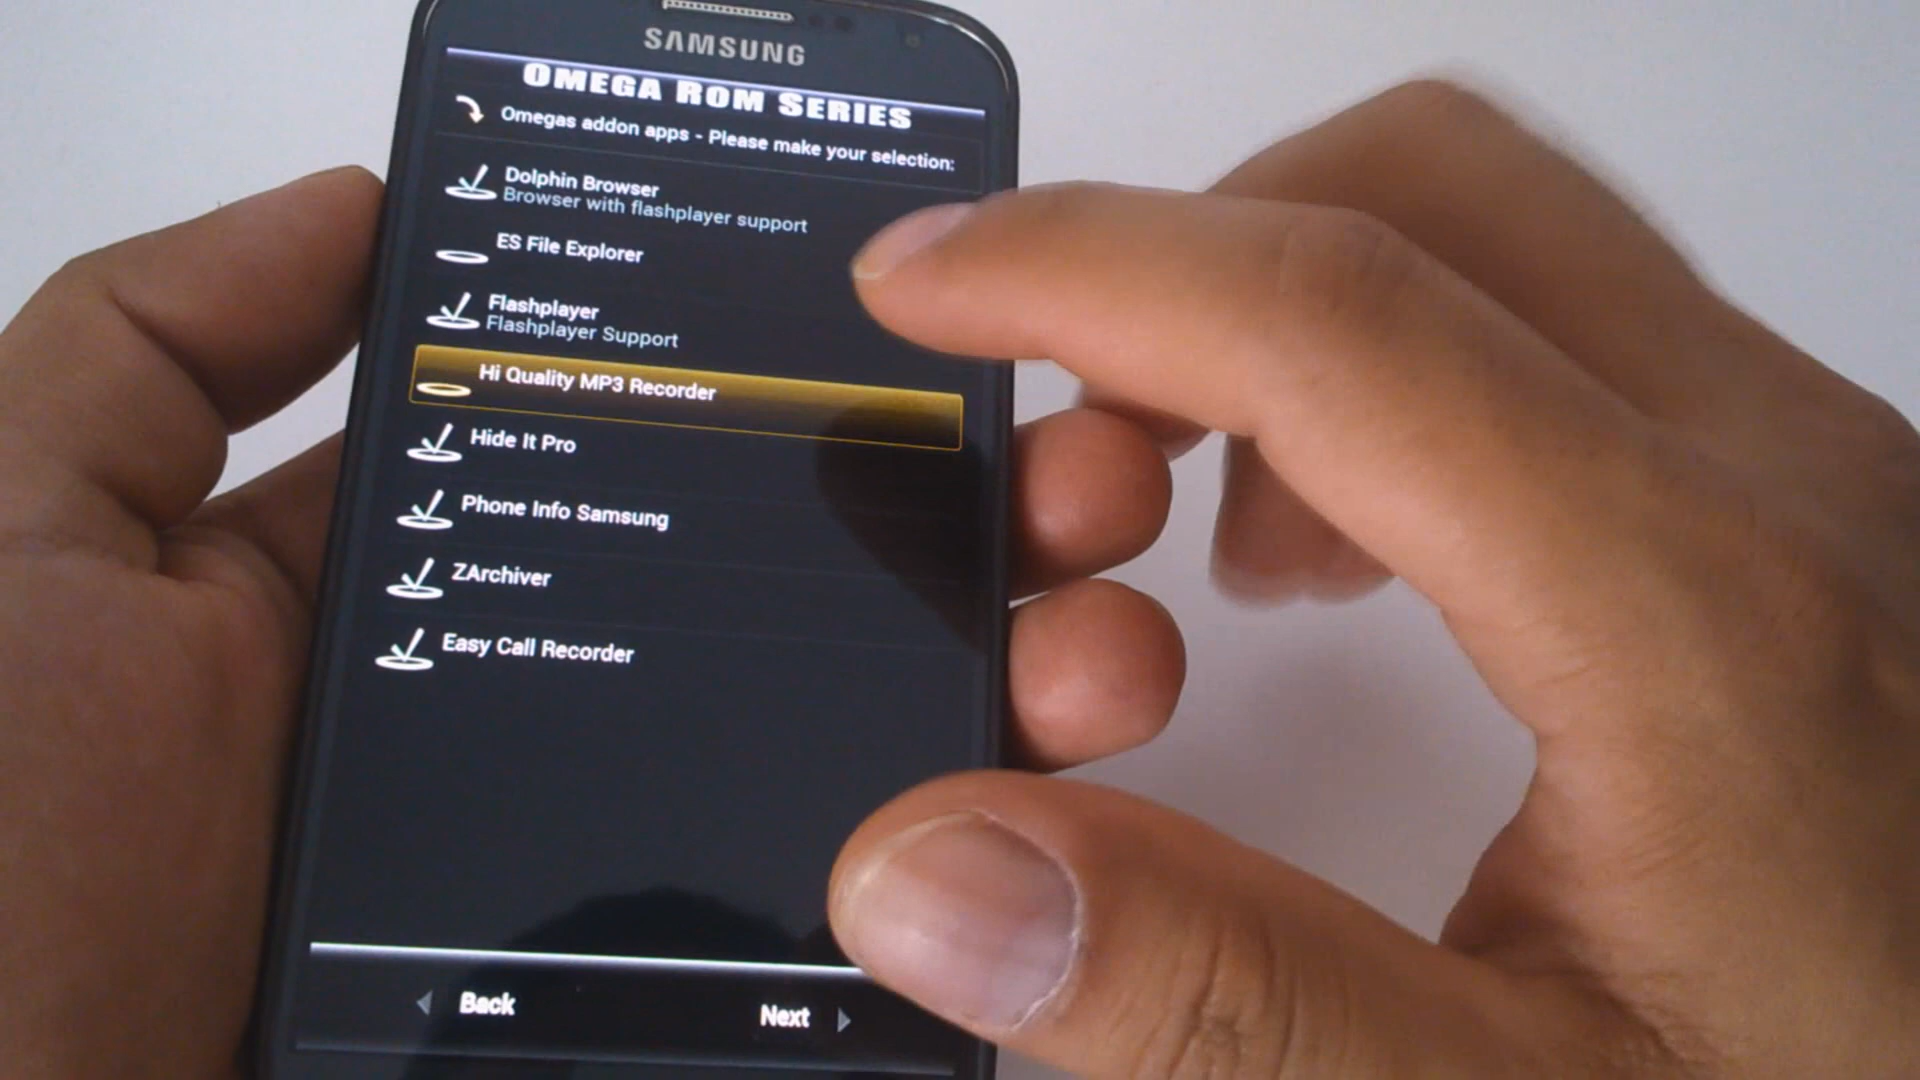 SAMSUNG
OMEGA ROM SERIES
Omegas addon apps - Please make your selection:
Dolphin Browser
Browser with flashplayer support
ES File Explorer
Flashplayer
Flashplayer Support
Hi Quality MP3 Recorder
Hide It Pro
Phone Info Samsung
ZArchiver
Easy Call Recorder
Back
Next